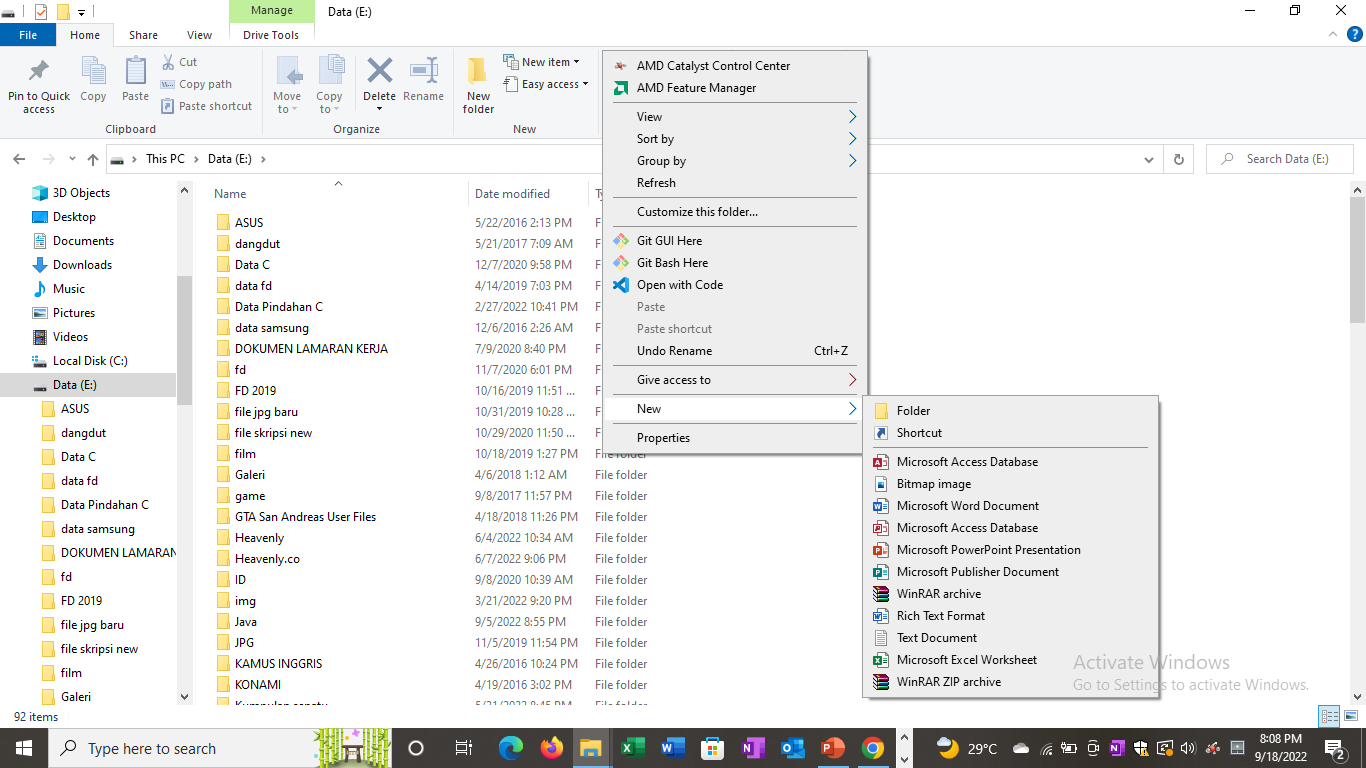 Manage
Data (E:)
File
Home
Share
View
Drive Tools
Pin to Quick access
Copy
Paste
Cut
Copy path
Paste shortcut
Move to
Copy to
Delete
Rename
New folder
New item
Easy access
Clipboard
Organize
New
This PC
Data (E:)
Search Data (E:)
3D Objects
Desktop
Documents
Downloads
Music
Pictures
Videos
Local Disk (C:)
Data (E:)
ASUS
dangdut
Data C
data fd
Data Pindahan C
data samsung
DOKUMEN LAMARAN
fd
FD 2019
file jpg baru
file skripsi new
film
Galeri
Name Date modified
ASUS 5/22/2016 2:13 PM F
dangdut 5/21/2017 7:09 AM F
Data C 12/7/2020 9:58 PM F
data fd 4/14/2019 7:03 PM F
Data Pindahan C 2/27/2022 10:41 PM F
data samsung 12/6/2016 2:26 AM F
DOKUMEN LAMARAN KERJA 7/9/2020 8:40 PM F
fd 11/7/2020 6:01 PM F
FD 2019 10/16/2019 11:51 ... F
file jpg baru 10/31/2019 10:28 ... F
file skripsi new 10/29/2020 11:50 ... F
film 10/18/2019 1:27 PM File folder
Galeri 4/6/2018 1:12 AM File folder
game 9/8/2017 11:57 PM File folder
GTA San Andreas User Files 4/18/2018 11:26 PM File folder
Heavenly 6/4/2022 10:34 AM File folder
Heavenly.co 6/7/2022 9:06 PM File folder
ID 9/8/2020 10:39 AM File folder
img 3/21/2022 9:20 PM File folder
Java 9/5/2022 8:55 PM File folder
JPG 11/5/2019 11:54 PM File folder
KAMUS INGGRIS 4/26/2016 10:24 PM File folder
KONAMI 4/19/2016 3:02 PM File folder
AMD Catalyst Control Center
AMD Feature Manager
View
Sort by
Group by
Refresh
Customize this folder...
Git GUI Here
Git Bash Here
Open with Code
Paste
Paste shortcut
Undo Rename Ctrl+Z
Give access to
New
Properties
Folder
Shortcut
Microsoft Access Database
Bitmap image
Microsoft Word Document
Microsoft Access Database
Microsoft PowerPoint Presentation
Microsoft Publisher Document
WinRAR archive
Rich Text Format
Text Document
Microsoft Excel Worksheet
WinRAR ZIP archive
Activate Windows
Go to Settings to activate Windows.
92 items
Type here to search
29°C
8:08 PM
9/18/2022
2